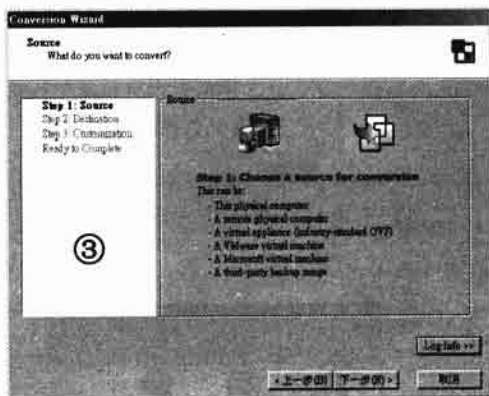 Conversion Wizard
Source
What do you want to convert?
Step 1: Source
Step 2: Destination
Step 3: Customization
Ready to Complete
③
Source
Step 1: Choose a source for conversion
This can be:
- This physical computer
- A remote physical computer
- A virtual appliance (industry-standard OVF)
- A VMware virtual machine
- A Microsoft virtual machine
- A third-party backup image
Log Info >>
< 上一步(B)
下一步(N) >
取消